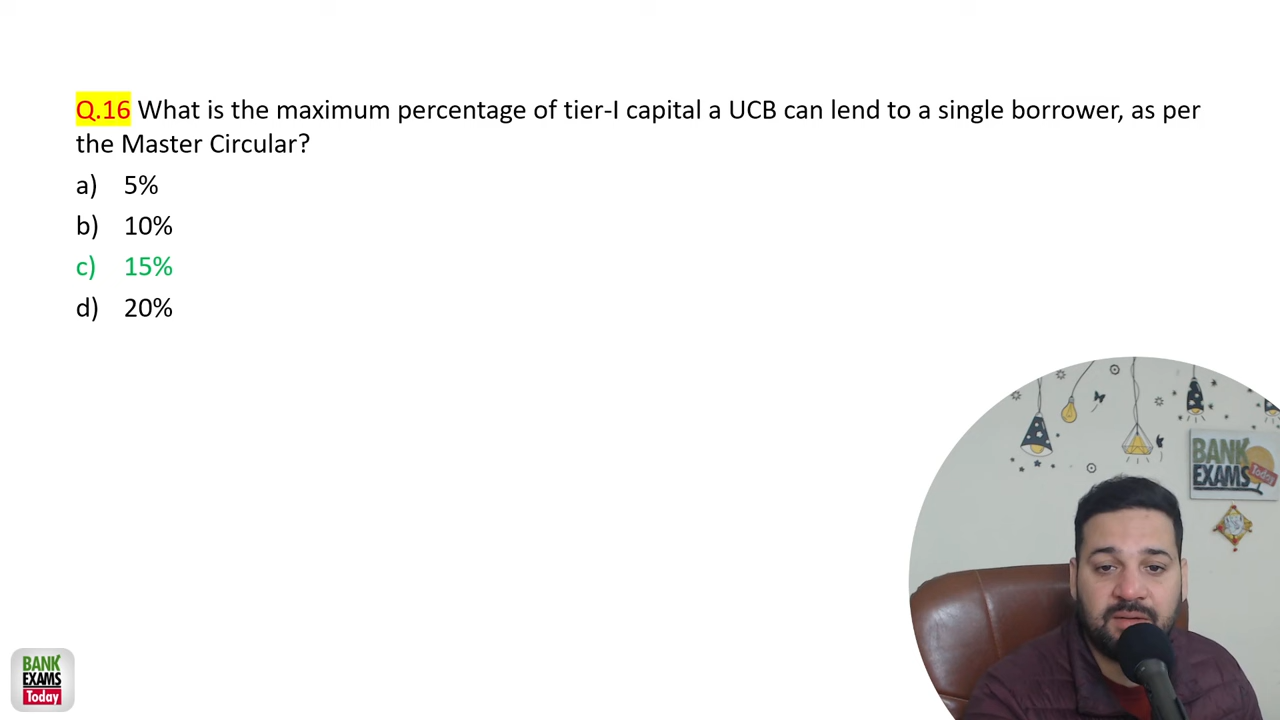 Q.16 What is the maximum percentage of tier-I capital a UCB can lend to a single borrower, as per
the Master Circular?
a) 5%
b) 10%
c) 15%
d) 20%
BANK
EXAMS
Today
BANK
EXAMS
Today